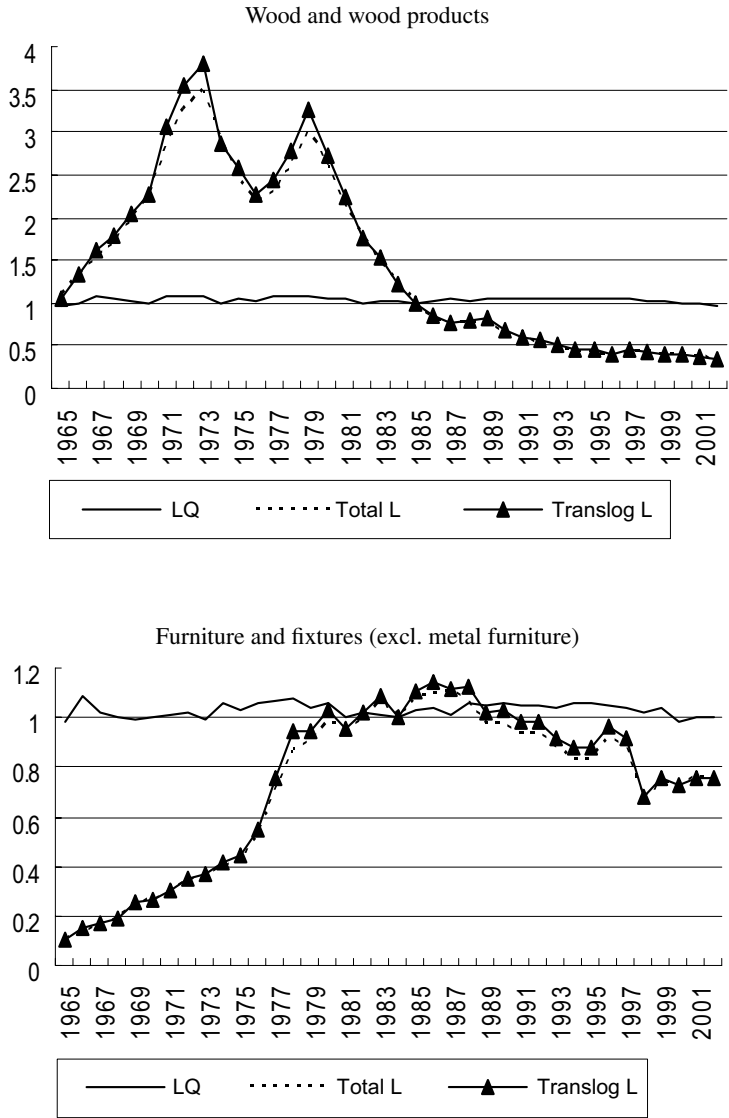 Wood and wood products
4
3.5
3
2.5
2
1.5
1
0.5
0
1965 1967 1969 1971 1973 1975 1977 1979 1981 1983 1985 1987 1989 1991 1993 1995 1997 1999 2001
LQ Total L Translog L
Furniture and fixtures (excl. metal furniture)
1.2
1
0.8
0.6
0.4
0.2
0
1965 1967 1969 1971 1973 1975 1977 1979 1981 1983 1985 1987 1989 1991 1993 1995 1997 1999 2001
LQ Total L Translog L